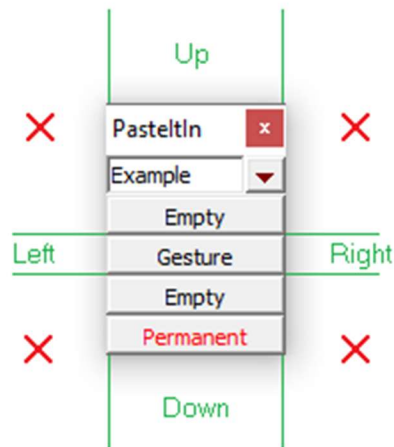 Up
PasteItIn x
Example
Empty
Left Gesture Right
Empty
Permanent
Down